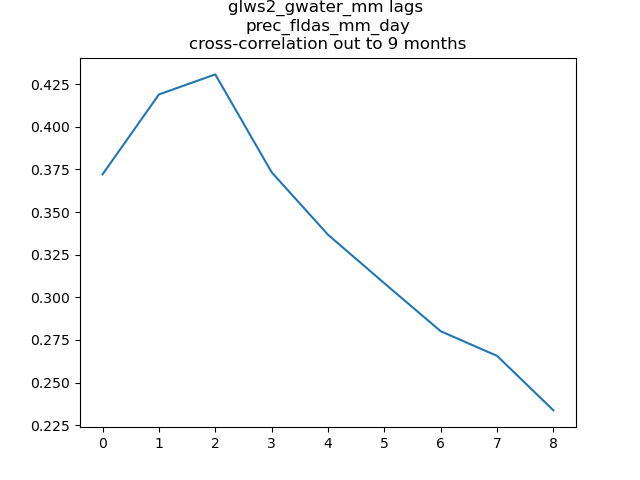 glws2_gwater_mm lags
prec_fldas_mm_day
cross-correlation out to 9 months
0.425
0.400
0.375
0.350
0.325
0.300
0.275
0.250
0.225
0 1 2 3 4 5 6 7 8